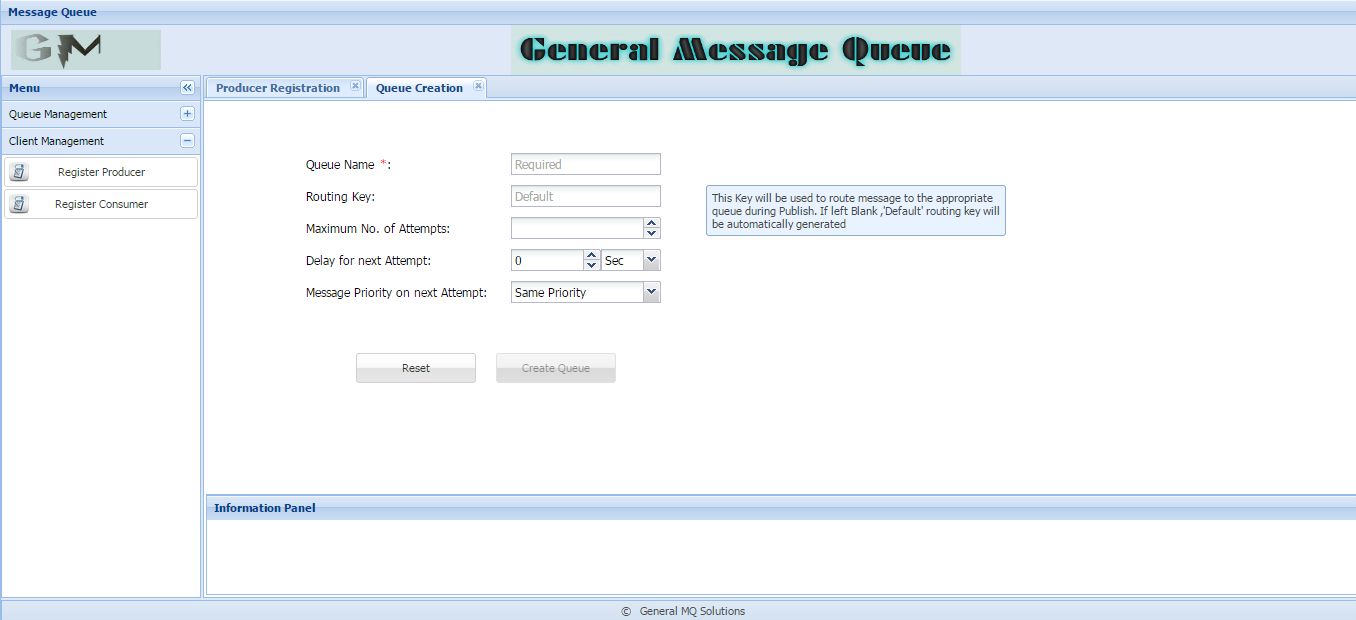 Message Queue
GM
General Message Queue
Menu
Producer Registration
Queue Creation
Queue Management
Client Management
Register Producer
Register Consumer
Queue Name *:
Required
Routing Key:
Default
This Key will be used to route message to the appropriate
queue during Publish. If left Blank ,'Default' routing key will
be automatically generated
Maximum No. of Attempts:
Delay for next Attempt:
0
Sec
Message Priority on next Attempt:
Same Priority
Reset
Create Queue
Information Panel
© General MQ Solutions